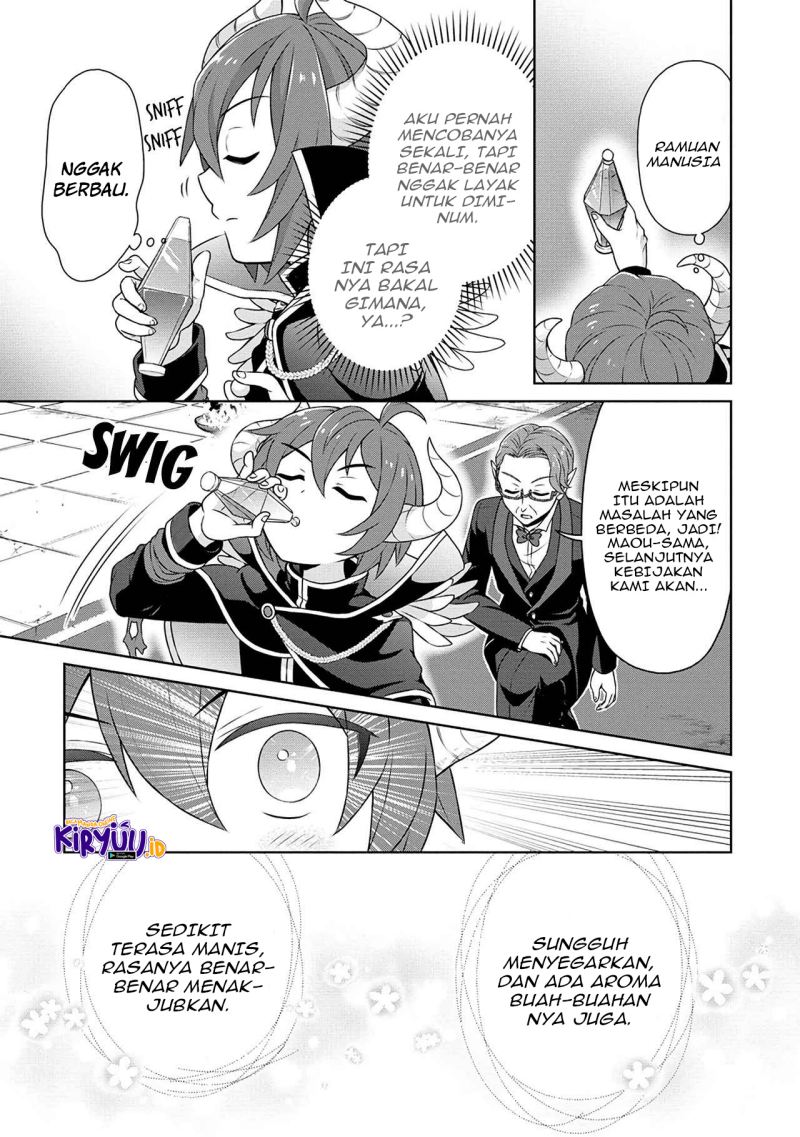 RAMUAN
MANUSIA
AKU PERNAH
MENCOBANYA
SEKALI, TAPI
BENAR-BENAR
NGGAK LAYAK
UNTUK DIMI-
NUM.
TAPI
INI RASA
NYA BAKAL
GIMANA,
YA...?
SNIFF
SNIFF
NGGAK
BERBAU.
MESKIPUN
ITU ADALAH
MASALAH YANG
BERBEDA, JADI!
MAOU-SAMA,
SELANJUTNYA
KEBIJAKAN
KAMI AKAN...
SWIG
KIRYUU.ID
SUNGGUH
MENYEGARKAN,
DAN ADA AROMA
BUAH-BUAHAN
NYA JUGA.
SEDIKIT
TERASA MANIS,
RASANYA BENAR-
BENAR MENAK-
JUBKAN.